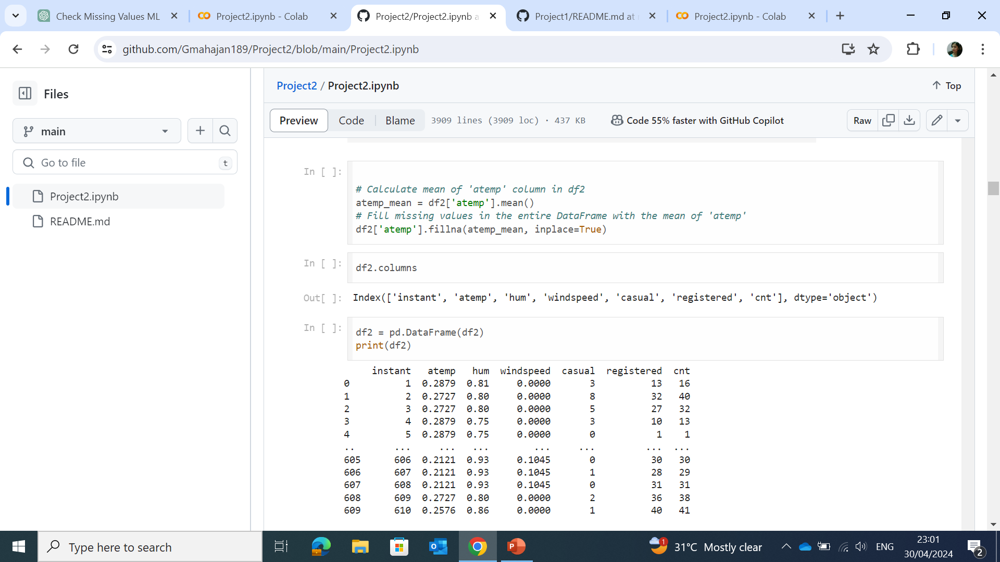 Check Missing Values ML
Project2.ipynb - Colab
Project2/Project2.ipynb a
Project1/README.md at
Project2.ipynb - Colab
github.com/Gmahajan189/Project2/blob/main/Project2.ipynb
Files
main
Go to file
t
Project2.ipynb
README.md
Project2 / Project2.ipynb
Top
Preview
Code
Blame
3909 lines (3909 loc) · 437 KB
Code 55% faster with GitHub Copilot
Raw
In [ ]:
# Calculate mean of 'atemp' column in df2
atemp_mean = df2['atemp'].mean()
# Fill missing values in the entire DataFrame with the mean of 'atemp'
df2['atemp'].fillna(atemp_mean, inplace=True)
In [ ]:
df2.columns
Out[ ]:
Index(['instant', 'atemp', 'hum', 'windspeed', 'casual', 'registered', 'cnt'], dtype='object')
In [ ]:
df2 = pd.DataFrame(df2)
print(df2)
instant atemp hum windspeed casual registered cnt
0 1 0.2879 0.81 0.0000 3 13 16
1 2 0.2727 0.80 0.0000 8 32 40
2 3 0.2727 0.80 0.0000 5 27 32
3 4 0.2879 0.75 0.0000 3 10 13
4 5 0.2879 0.75 0.0000 0 1 1
.. ... ... ... ... ... ... ...
605 606 0.2121 0.93 0.1045 0 30 30
606 607 0.2121 0.93 0.1045 1 28 29
607 608 0.2121 0.93 0.1045 0 31 31
608 609 0.2727 0.80 0.0000 2 36 38
609 610 0.2576 0.86 0.0000 1 40 41
Type here to search
1
31°C Mostly clear
ENG
23:01
30/04/2024
2